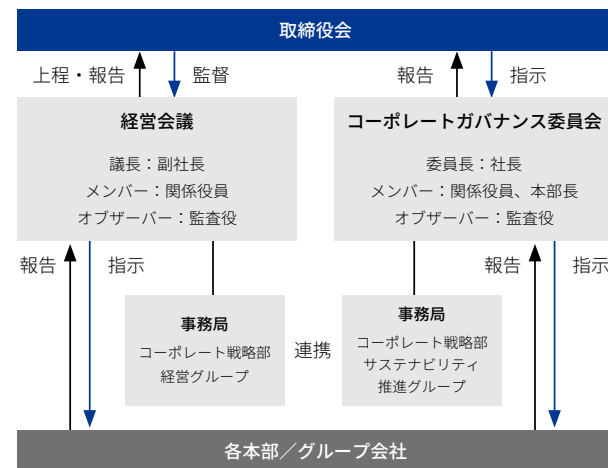 取締役会
上程・報告
監督
報告
指示
経営会議
議長：副社長
メンバー：関係役員
オブザーバー：監査役
コーポレートガバナンス委員会
委員長：社長
メンバー：関係役員、本部長
オブザーバー：監査役
報告
指示
報告
指示
事務局
コーポレート戦略部
経営グループ
連携
事務局
コーポレート戦略部
サステナビリティ
推進グループ
各本部／グループ会社